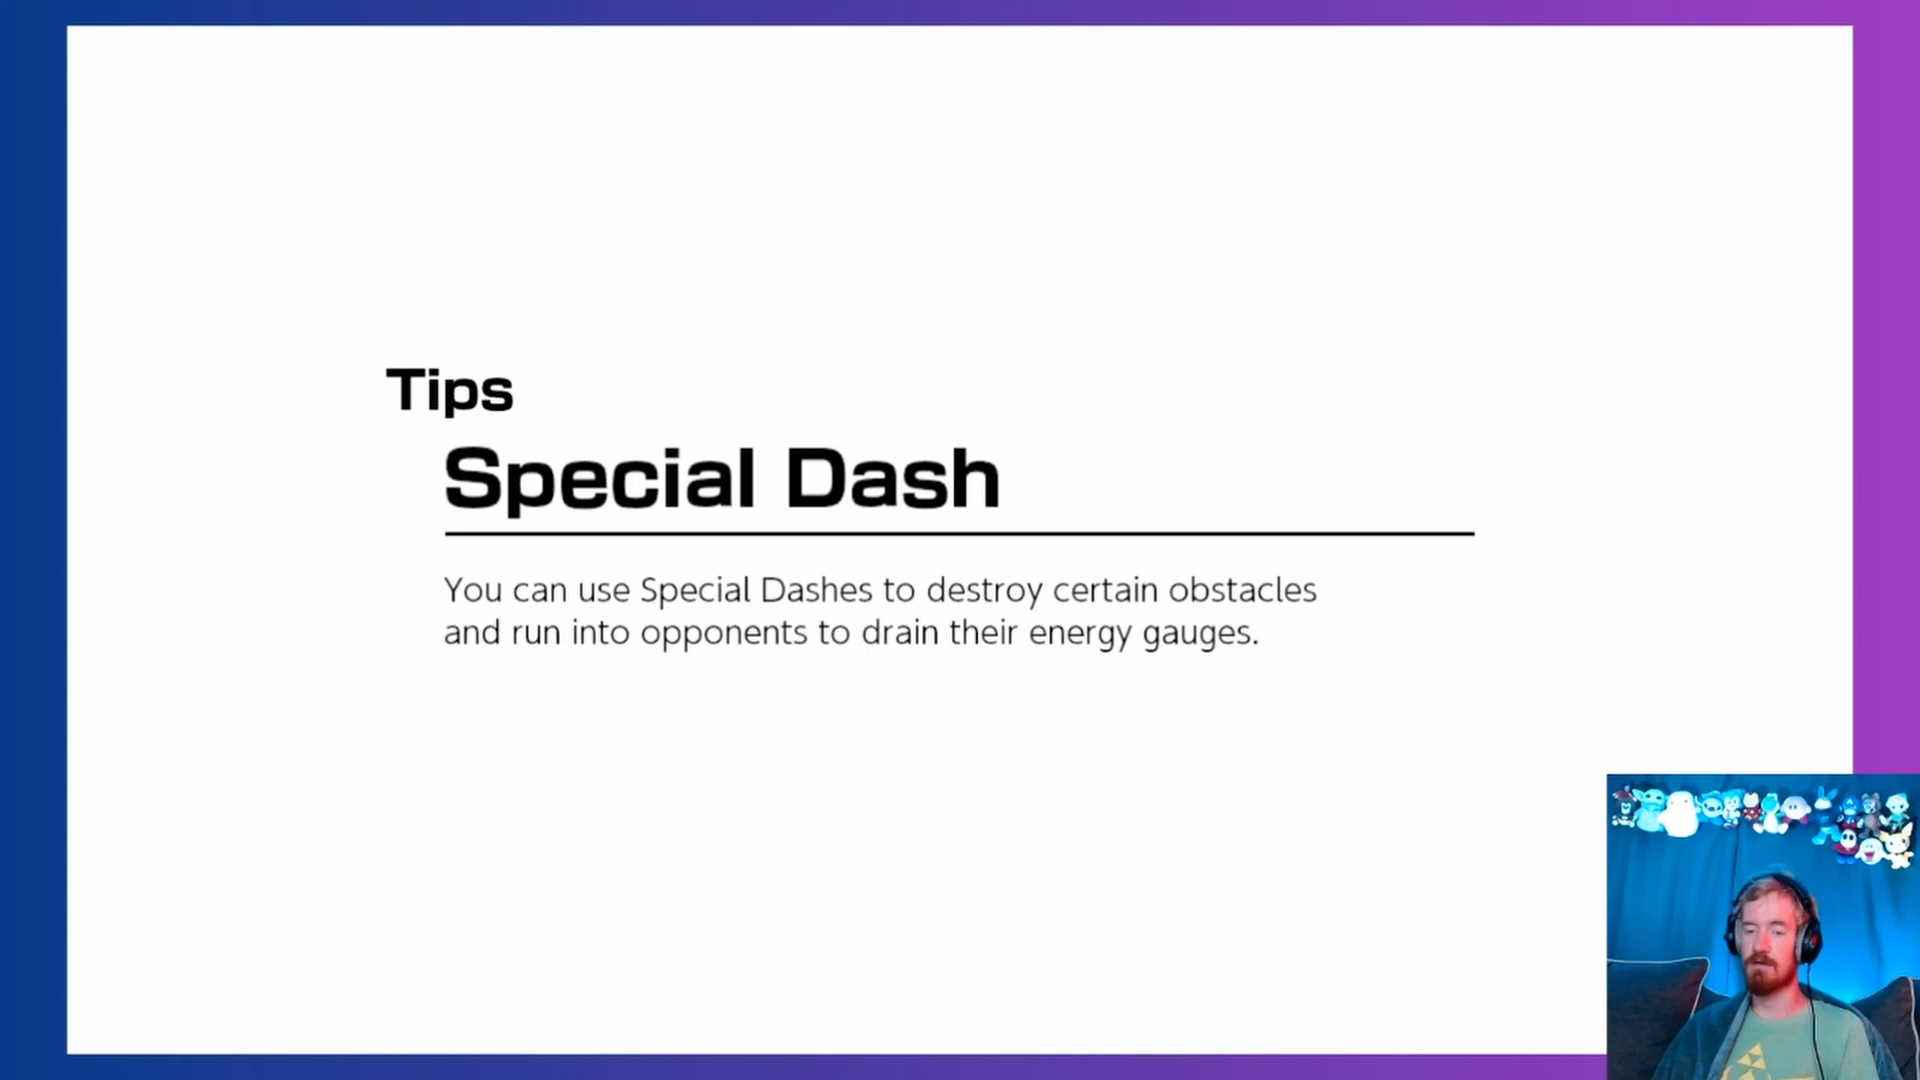 Tips
Special Dash
You can use Special Dashes to destroy certain obstacles
and run into opponents to drain their energy gauges.